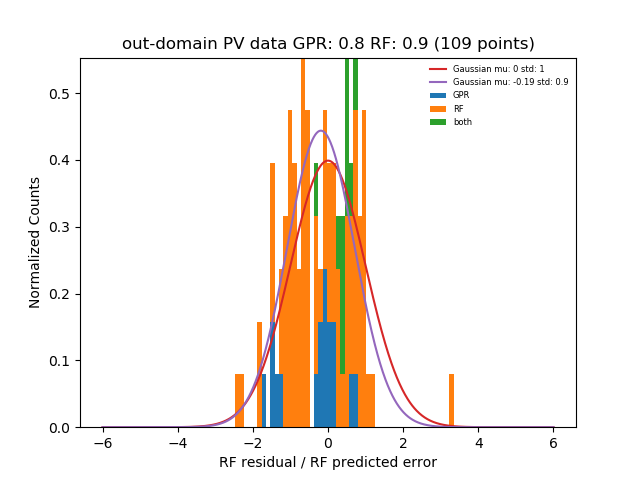 out-domain PV data GPR: 0.8 RF: 0.9 (109 points)
Gaussian mu: 0 std: 1
Gaussian mu: -0.19 std: 0.9
GPR
RF
both
Normalized Counts
0.5
0.4
0.3
0.2
0.1
0.0
−6 −4 −2 0 2 4 6
RF residual / RF predicted error